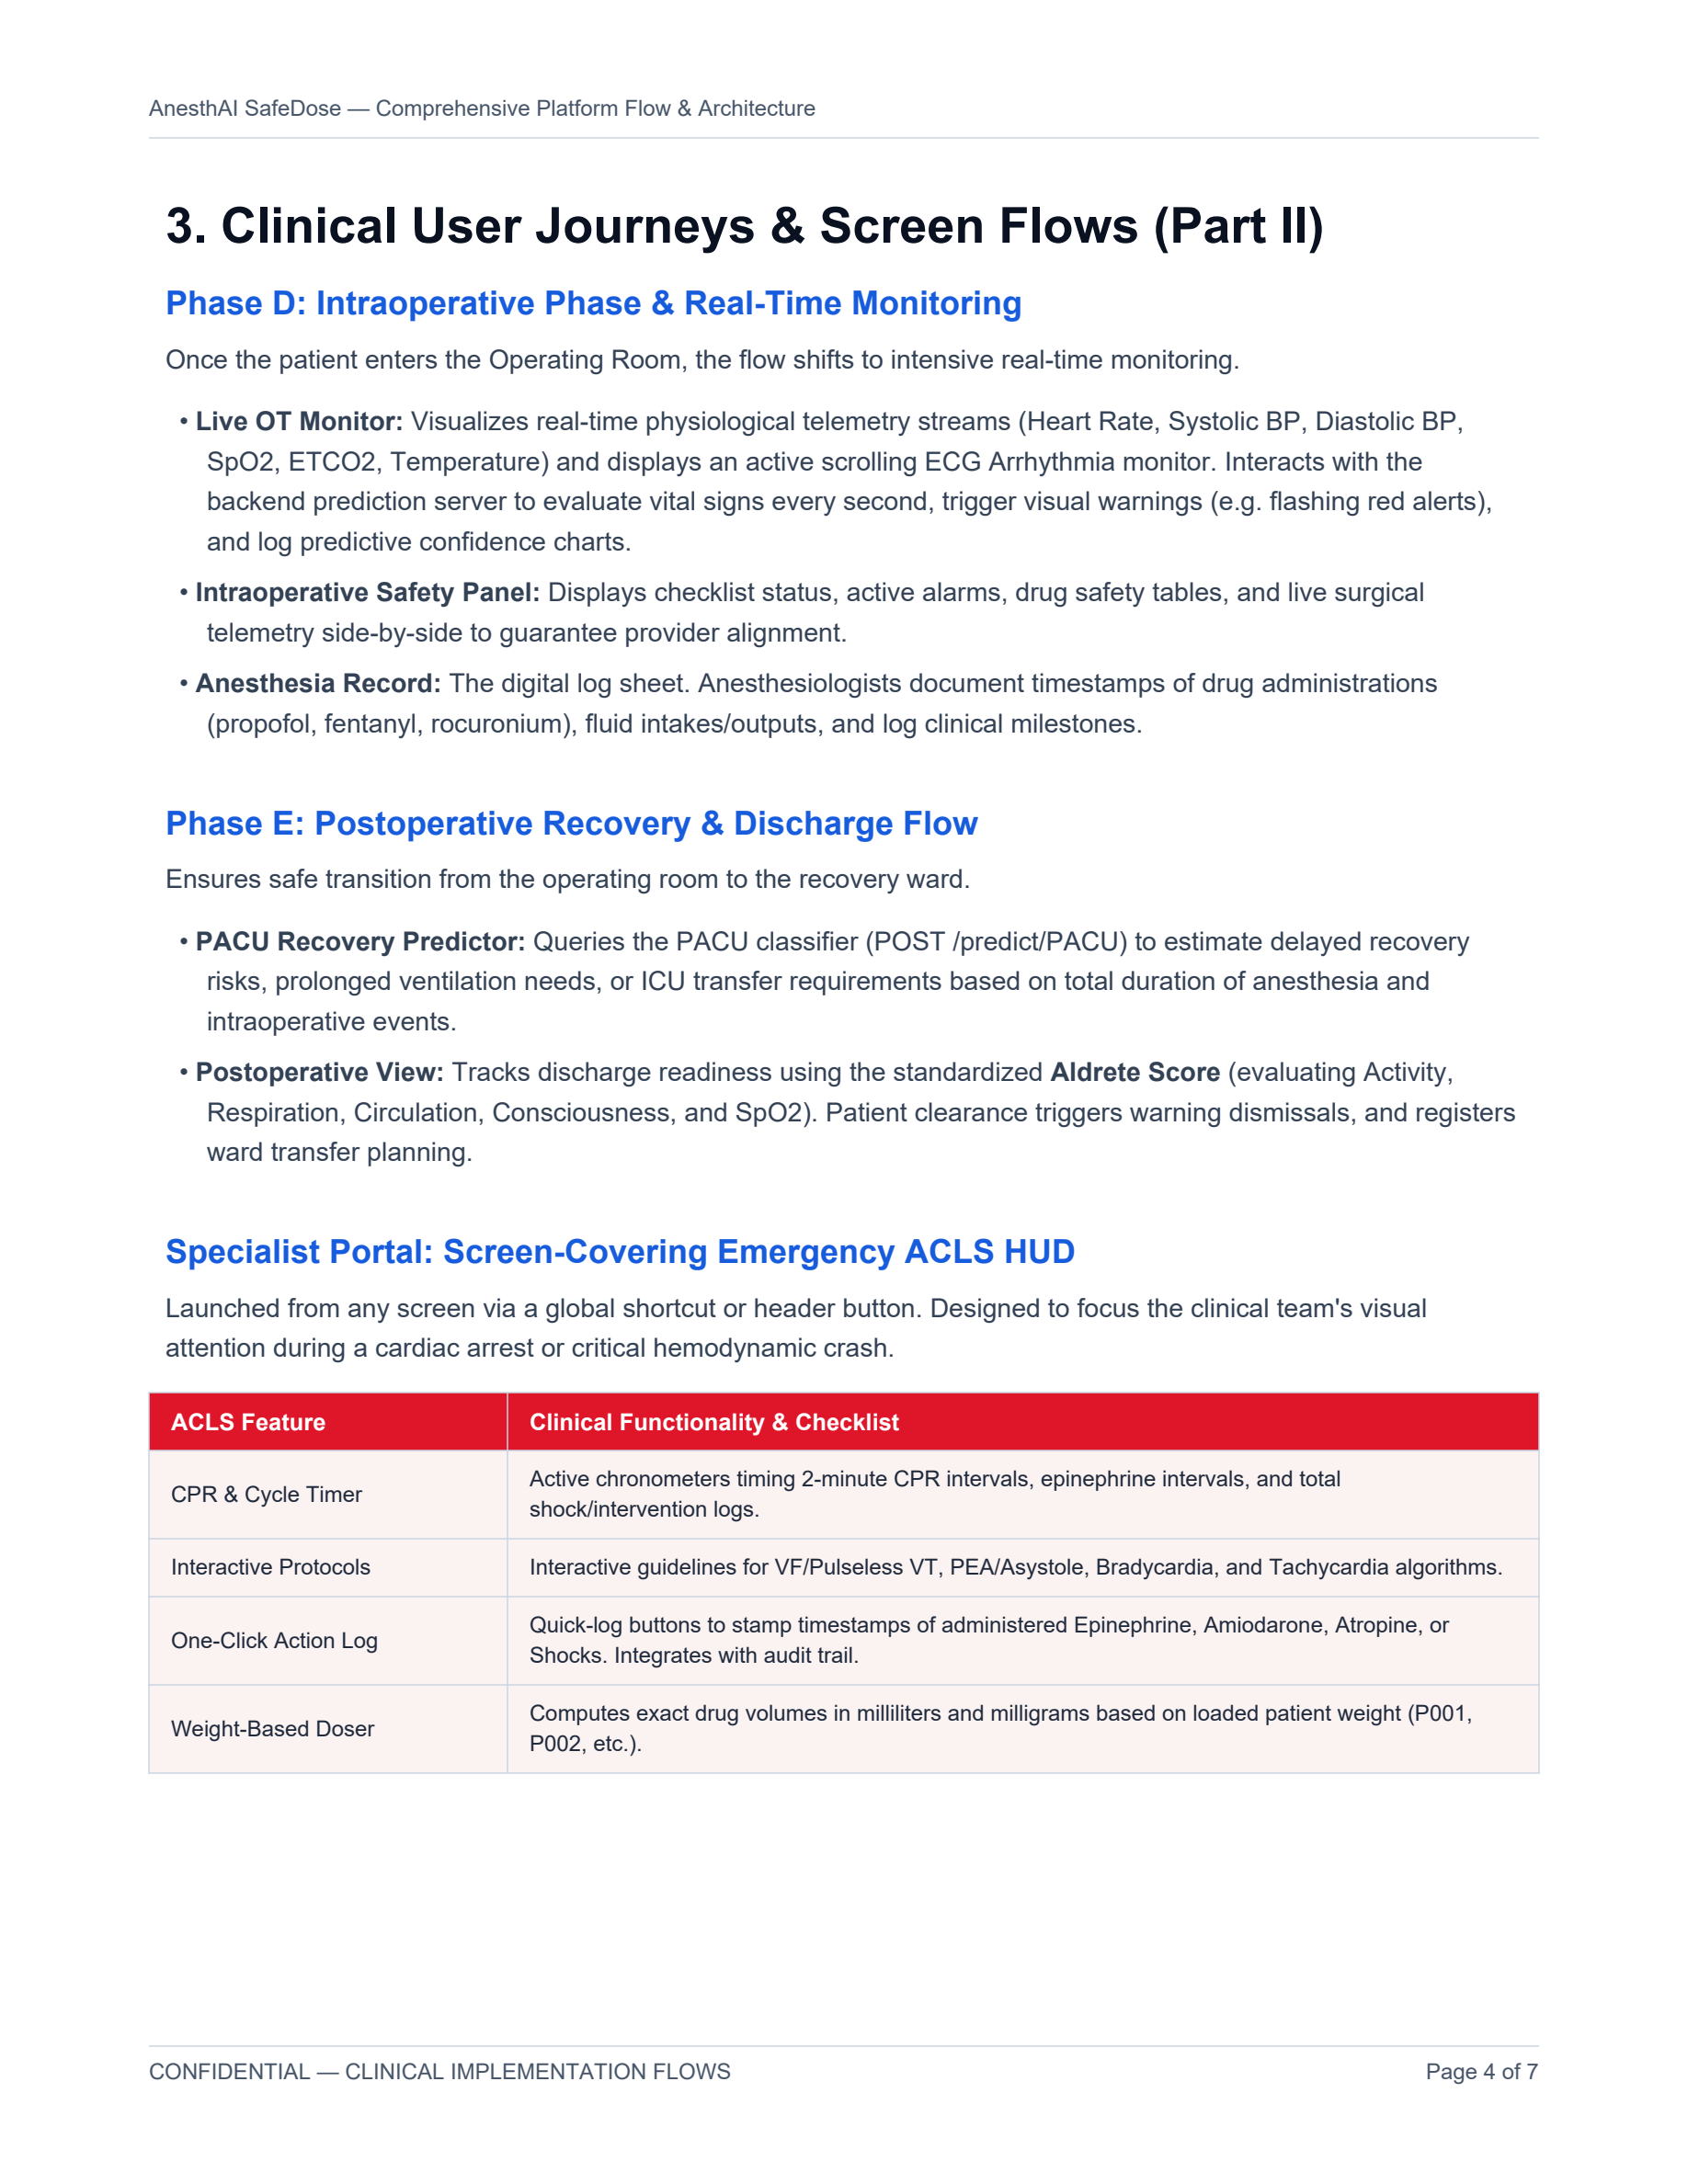 AnesthAI SafeDose — Comprehensive Platform Flow & Architecture
3. Clinical User Journeys & Screen Flows (Part II)
Phase D: Intraoperative Phase & Real-Time Monitoring
Once the patient enters the Operating Room, the flow shifts to intensive real-time monitoring.
• Live OT Monitor: Visualizes real-time physiological telemetry streams (Heart Rate, Systolic BP, Diastolic BP,
SpO2, ETCO2, Temperature) and displays an active scrolling ECG Arrhythmia monitor. Interacts with the
backend prediction server to evaluate vital signs every second, trigger visual warnings (e.g. flashing red alerts),
and log predictive confidence charts.
• Intraoperative Safety Panel: Displays checklist status, active alarms, drug safety tables, and live surgical
telemetry side-by-side to guarantee provider alignment.
• Anesthesia Record: The digital log sheet. Anesthesiologists document timestamps of drug administrations
(propofol, fentanyl, rocuronium), fluid intakes/outputs, and log clinical milestones.
Phase E: Postoperative Recovery & Discharge Flow
Ensures safe transition from the operating room to the recovery ward.
• PACU Recovery Predictor: Queries the PACU classifier (POST /predict/PACU) to estimate delayed recovery
risks, prolonged ventilation needs, or ICU transfer requirements based on total duration of anesthesia and
intraoperative events.
• Postoperative View: Tracks discharge readiness using the standardized Aldrete Score (evaluating Activity,
Respiration, Circulation, Consciousness, and SpO2). Patient clearance triggers warning dismissals, and registers
ward transfer planning.
Specialist Portal: Screen-Covering Emergency ACLS HUD
Launched from any screen via a global shortcut or header button. Designed to focus the clinical team's visual
attention during a cardiac arrest or critical hemodynamic crash.
ACLS Feature
Clinical Functionality & Checklist
CPR & Cycle Timer
Active chronometers timing 2-minute CPR intervals, epinephrine intervals, and total
shock/intervention logs.
Interactive Protocols
Interactive guidelines for VF/Pulseless VT, PEA/Asystole, Bradycardia, and Tachycardia algorithms.
One-Click Action Log
Quick-log buttons to stamp timestamps of administered Epinephrine, Amiodarone, Atropine, or
Shocks. Integrates with audit trail.
Weight-Based Doser
Computes exact drug volumes in milliliters and milligrams based on loaded patient weight (P001,
P002, etc.).
CONFIDENTIAL — CLINICAL IMPLEMENTATION FLOWS
Page 4 of 7